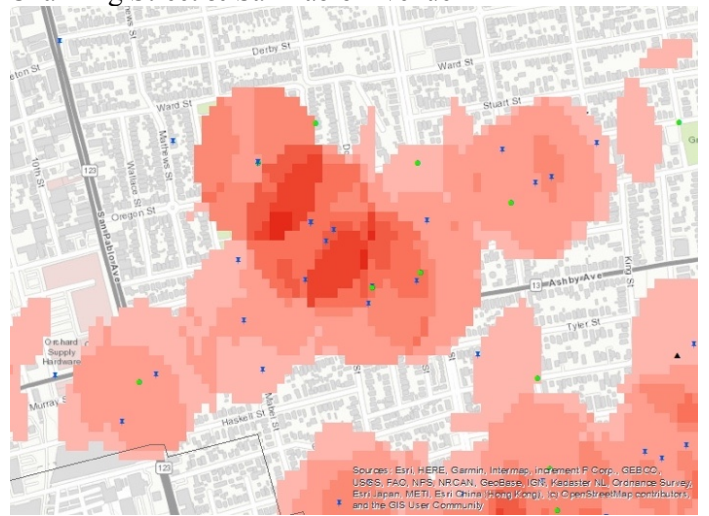 Derby St
Ward St
Ward St
Stuart St
Mathews St
Wallace St
10th St
123
Oregon St
San Pablo Ave
King St
13
Ashby Ave
Tyler St
Orchard
Supply
Hardware
Murray S
Mabel St
Haskell St
123
Sources: Esri, HERE, Garmin, Intermap, increment P Corp., GEBCO,
USGS, FAO, NPS, NRCAN, GeoBase, IGN, Kadaster NL, Ordnance Survey,
Esri Japan, METI, Esri China (Hong Kong), (c) OpenStreetMap contributors,
and the GIS User Community